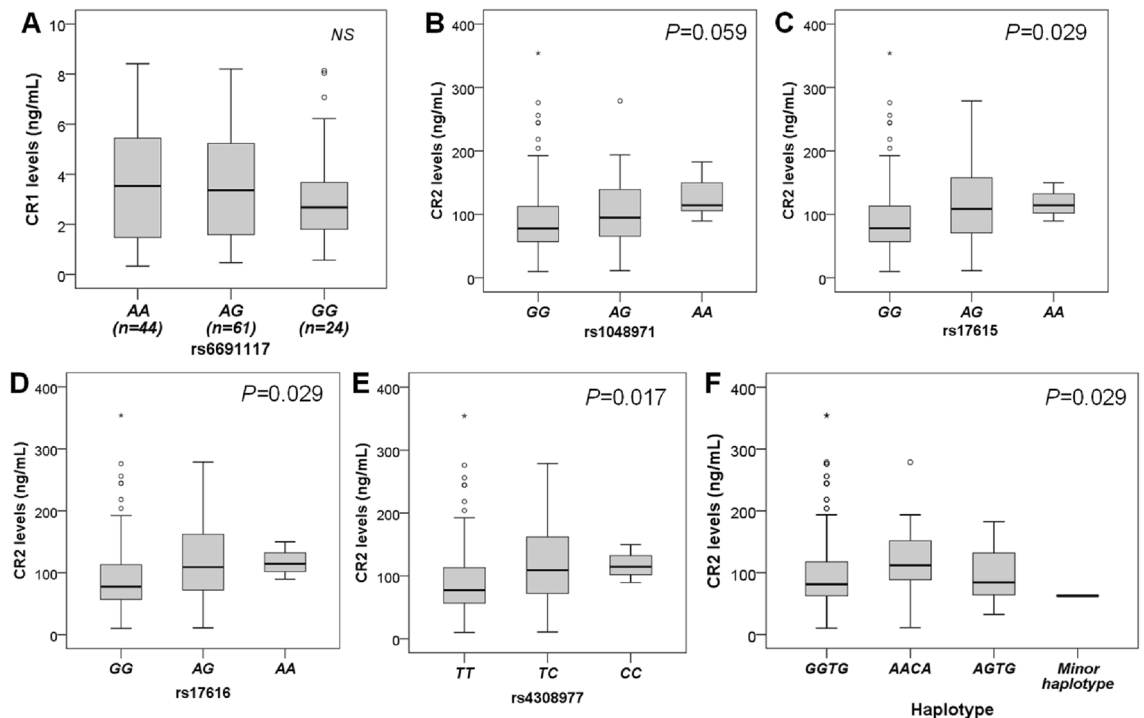 A
NS
CR1 levels (ng/mL)
10
8
6
4
2
0
AA AG GG
(n=44) (n=61) (n=24)
rs6691117
B
P=0.059
CR2 levels (ng/mL)
400
300
200
100
0
GG AG AA
rs1048971
C
P=0.029
CR2 levels (ng/mL)
400
300
200
100
0
GG AG AA
rs17615
D
P=0.029
CR2 levels (ng/mL)
400
300
200
100
0
GG AG AA
rs17616
E
P=0.017
CR2 levels (ng/mL)
400
300
200
100
0
TT TC CC
rs4308977
F
P=0.029
CR2 levels (ng/mL)
400
300
200
100
0
GGTG AACA AGTG Minor
haplotype
Haplotype